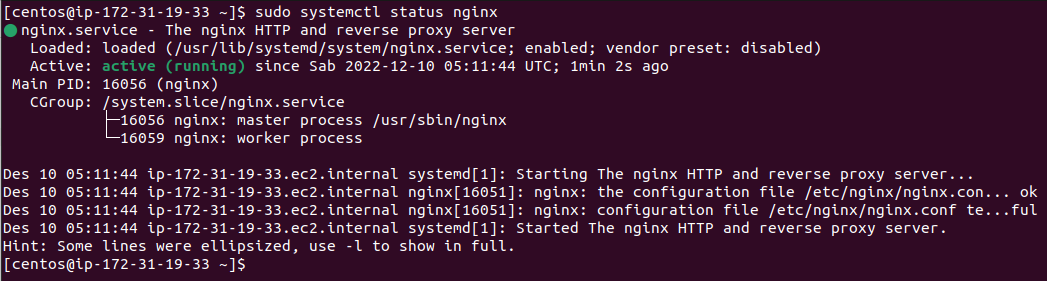 [centos@ip-172-31-19-33 ~]$ sudo systemctl status nginx
● nginx.service - The nginx HTTP and reverse proxy server
   Loaded: loaded (/usr/lib/systemd/system/nginx.service; enabled; vendor preset: disabled)
   Active: active (running) since Sab 2022-12-10 05:11:44 UTC; 1min 2s ago
 Main PID: 16056 (nginx)
   CGroup: /system.slice/nginx.service
           ├─16056 nginx: master process /usr/sbin/nginx
           └─16059 nginx: worker process

Des 10 05:11:44 ip-172-31-19-33.ec2.internal systemd[1]: Starting The nginx HTTP and reverse proxy server...
Des 10 05:11:44 ip-172-31-19-33.ec2.internal nginx[16051]: nginx: the configuration file /etc/nginx/nginx.con... ok
Des 10 05:11:44 ip-172-31-19-33.ec2.internal nginx[16051]: nginx: configuration file /etc/nginx/nginx.conf te...ful
Des 10 05:11:44 ip-172-31-19-33.ec2.internal systemd[1]: Started The nginx HTTP and reverse proxy server.
Hint: Some lines were ellipsized, use -l to show in full.
[centos@ip-172-31-19-33 ~]$